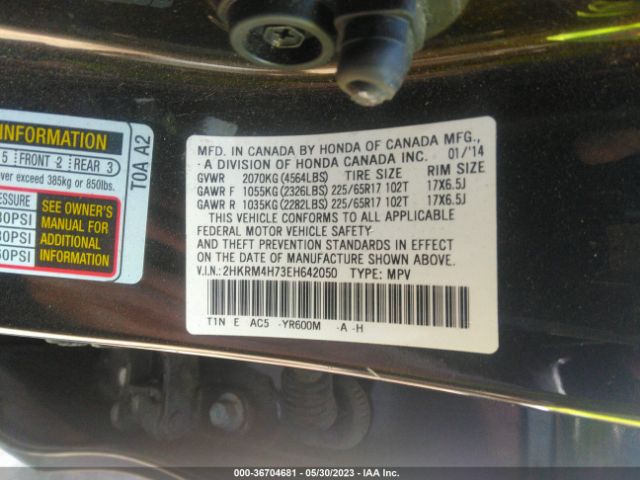 INFORMATION
5 FRONT 2 REAR 3
ver exceed 385kg or 850lbs.
ESSURE
30PSI
30PSI
60PSI
SEE OWNER'S
MANUAL FOR
ADDITIONAL
INFORMATION
T0A A2
MFD. IN CANADA BY HONDA OF CANADA MFG.,
-A DIVISION OF HONDA CANADA INC. 01/'14
GVWR 2070KG (4564LBS) TIRE SIZE RIM SIZE
GAWR F 1055KG (2326LBS) 225/65R17 102T 17X6.5J
GAWR R 1035KG (2282LBS) 225/65R17 102T 17X6.5J
THIS VEHICLE CONFORMS TO ALL APPLICABLE
FEDERAL MOTOR VEHICLE SAFETY
AND THEFT PREVENTION STANDARDS IN EFFECT
ON THE DATE OF MANUFACTURE SHOWN ABOVE.
V.I.N.:2HKRM4H73EH642050 TYPE: MPV
T1N E AC5 -YR600M -A -H
000-36704681 - 05/30/2023 - IAA Inc.